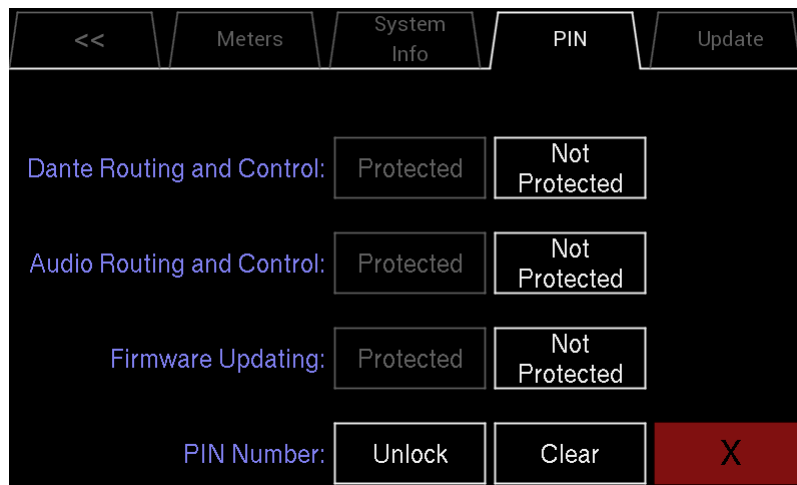 << Meters System Info PIN Update
Dante Routing and Control: Protected Not Protected
Audio Routing and Control: Protected Not Protected
Firmware Updating: Protected Not Protected
PIN Number: Unlock Clear X